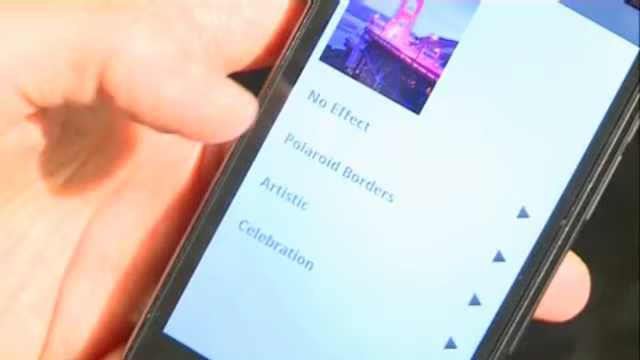 No Effect
Polaroid Borders
Artistic
Celebration